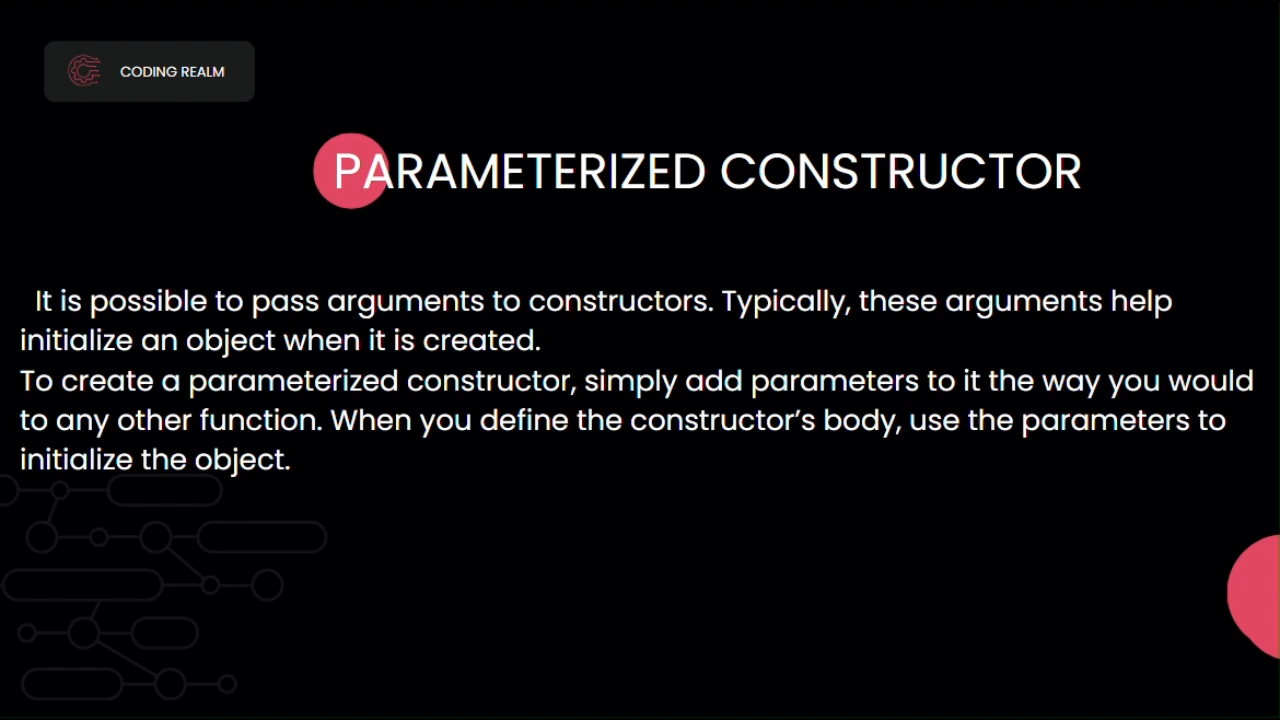 CODING REALM
PARAMETERIZED CONSTRUCTOR
It is possible to pass arguments to constructors. Typically, these arguments help
initialize an object when it is created.
To create a parameterized constructor, simply add parameters to it the way you would
to any other function. When you define the constructor’s body, use the parameters to
initialize the object.